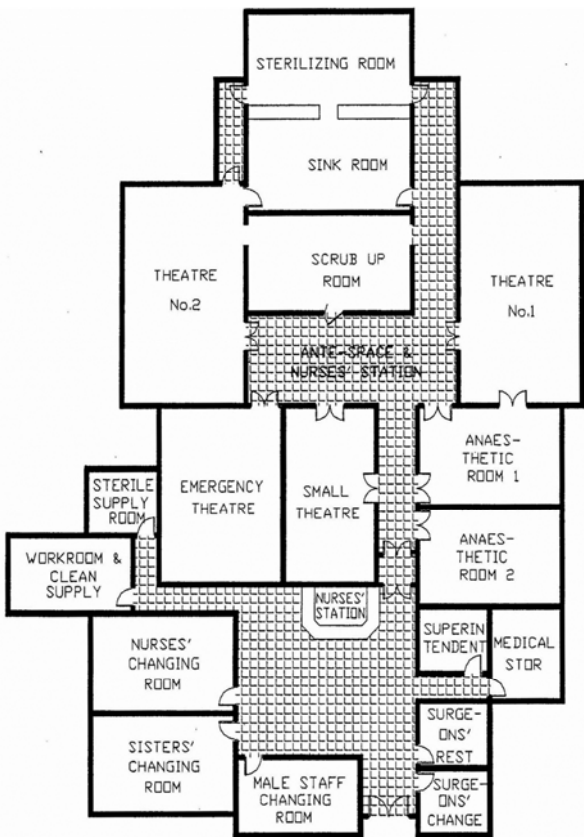 STERILIZING ROOM
SINK ROOM
SCRUB UP
ROOM
THEATRE
No.2
THEATRE
No.1
ANTE-SPACE &
NURSES' STATION
ANAES-
THETIC
ROOM 1
EMERGENCY
THEATRE
SMALL
THEATRE
STERILE
SUPPLY
ROOM
ANAES-
THETIC
ROOM 2
WORKROOM &
CLEAN
SUPPLY
NURSES'
STATION
SUPERIN
TENDENT
MEDICAL
STOR
NURSES'
CHANGING
ROOM
SURGE-
ONS'
REST
SISTERS'
CHANGING
ROOM
MALE STAFF
CHANGING
ROOM
SURGE-
ONS'
CHANGE